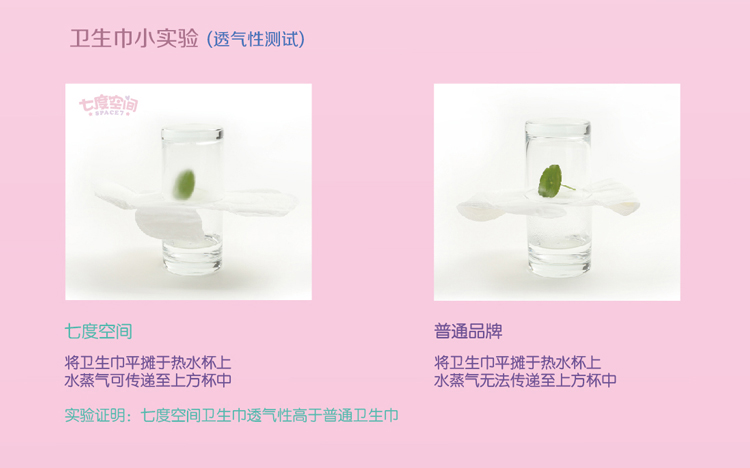 卫生巾小实验 (透气性测试)
七度空间
SPACE 7
七度空间
将卫生巾平摊于热水杯上
水蒸气可传递至上方杯中
普通品牌
将卫生巾平摊于热水杯上
水蒸气无法传递至上方杯中
实验证明：七度空间卫生巾透气性高于普通卫生巾